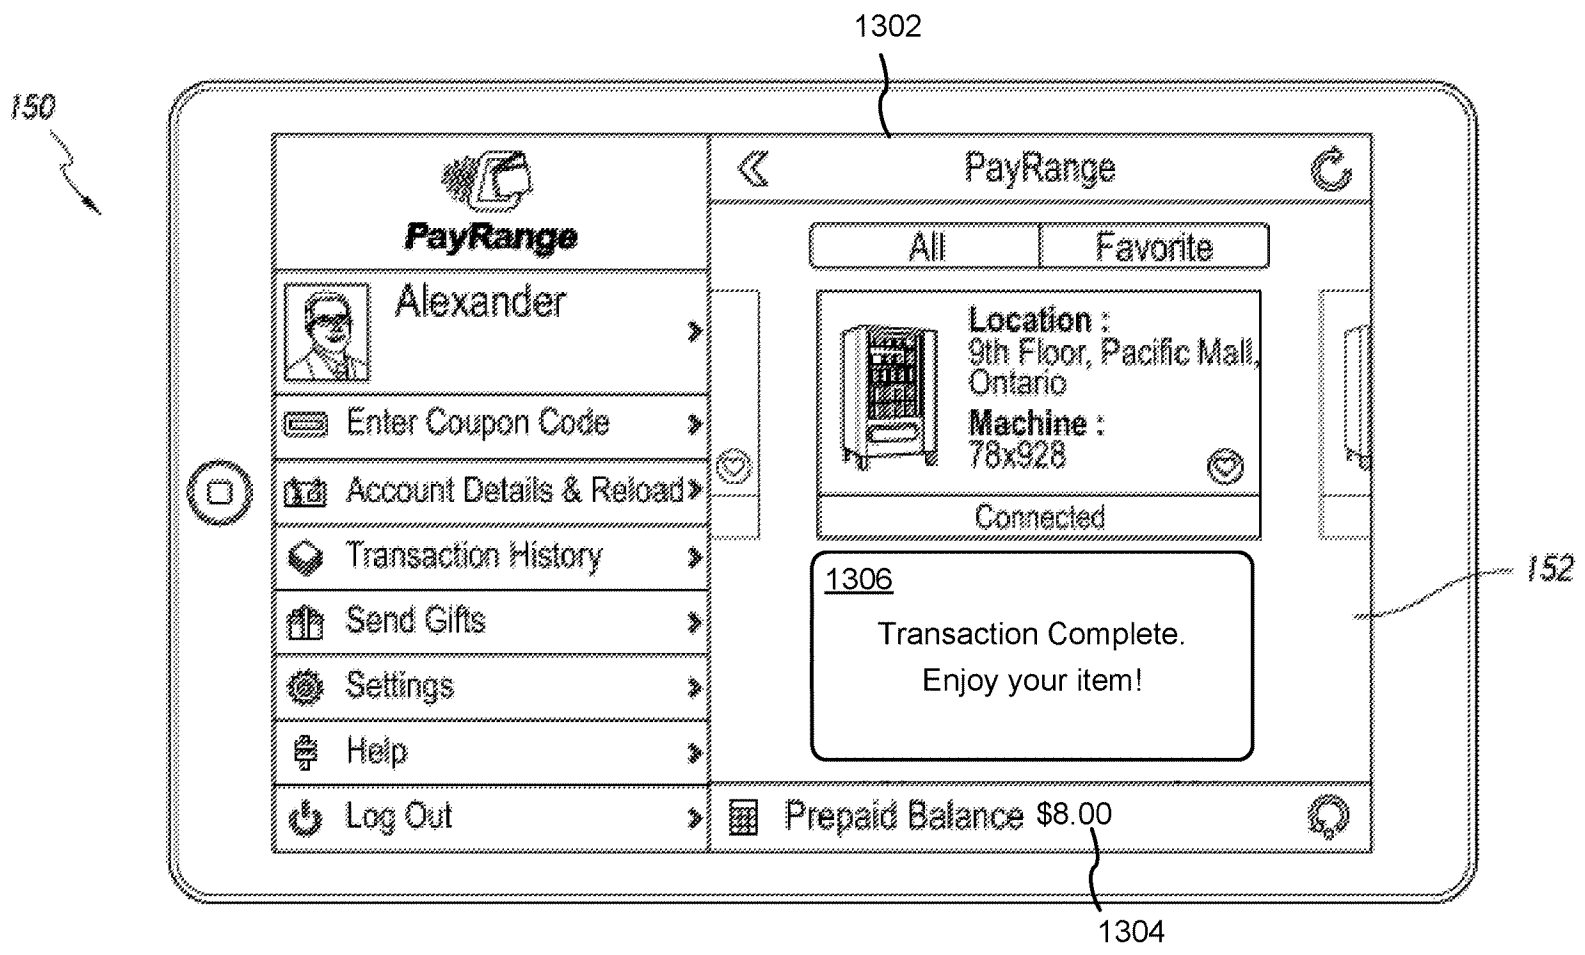 1302
150
PayRange
PayRange
All
Favorite
Alexander
Location :
9th Floor, Pacific Mall,
Ontario
Machine :
78x928
Connected
Enter Coupon Code
Account Details & Reload
Transaction History
Send Gifts
Settings
Help
Log Out
1306
Transaction Complete.
Enjoy your item!
152
Prepaid Balance $8.00
1304